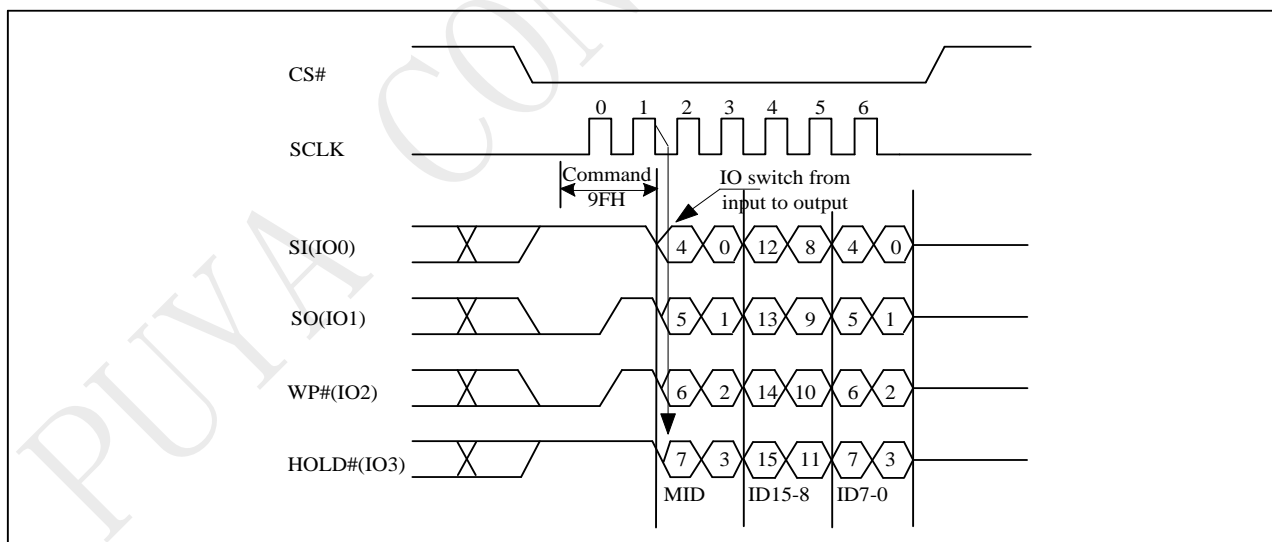 PUYA CON
CS#
0 1 2 3 4 5 6
SCLK
Command
9FH
IO switch from
input to output
SI(IO0) 4 0 12 8 4 0
SO(IO1) 5 1 13 9 5 1
WP#(IO2) 6 2 14 10 6 2
HOLD#(IO3) 7 3 15 11 7 3
MID ID15-8 ID7-0